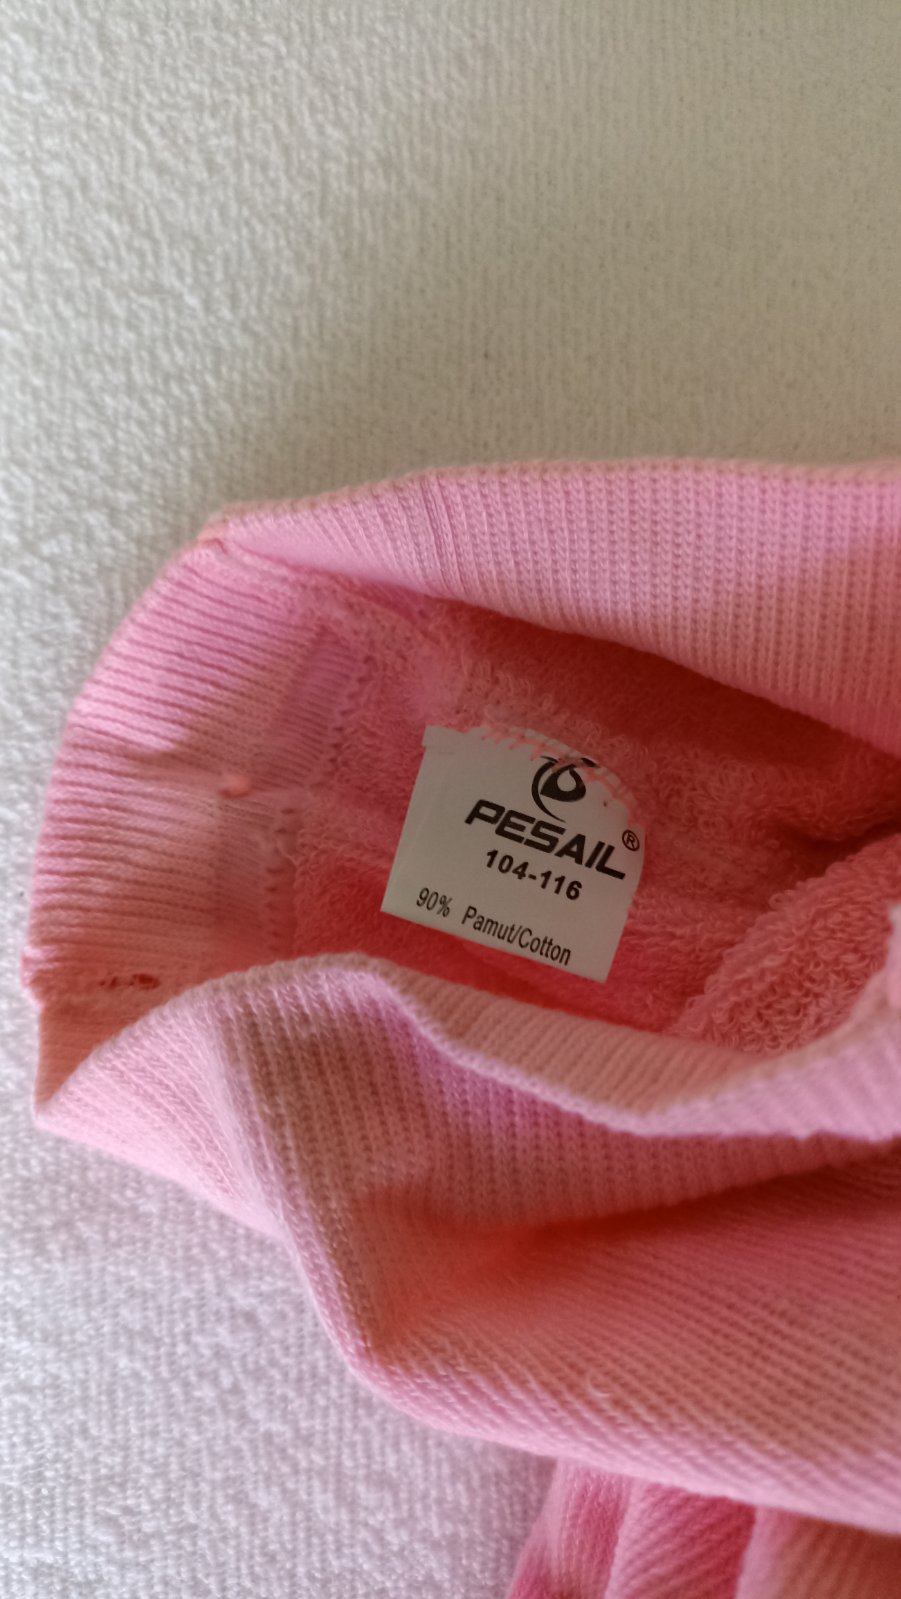 PESAIL®
104-116
90% Pamut/Cotton